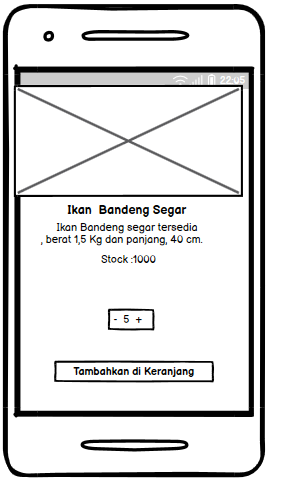 22:05
Ikan Bandeng Segar
Ikan Bandeng segar tersedia
, berat 1,5 Kg dan panjang, 40 cm.
Stock :1000
- 5 +
Tambahkan di Keranjang